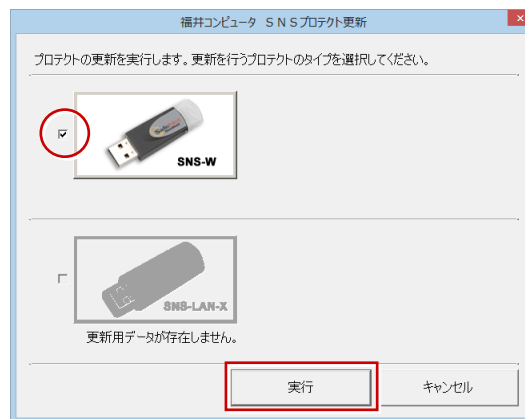 福井コンピュータ SNSプロテクト更新
プロテクトの更新を実行します。更新を行うプロテクトのタイプを選択してください。
SNS-W
SNS-LAN-X
更新用データが存在しません。
実行
キャンセル